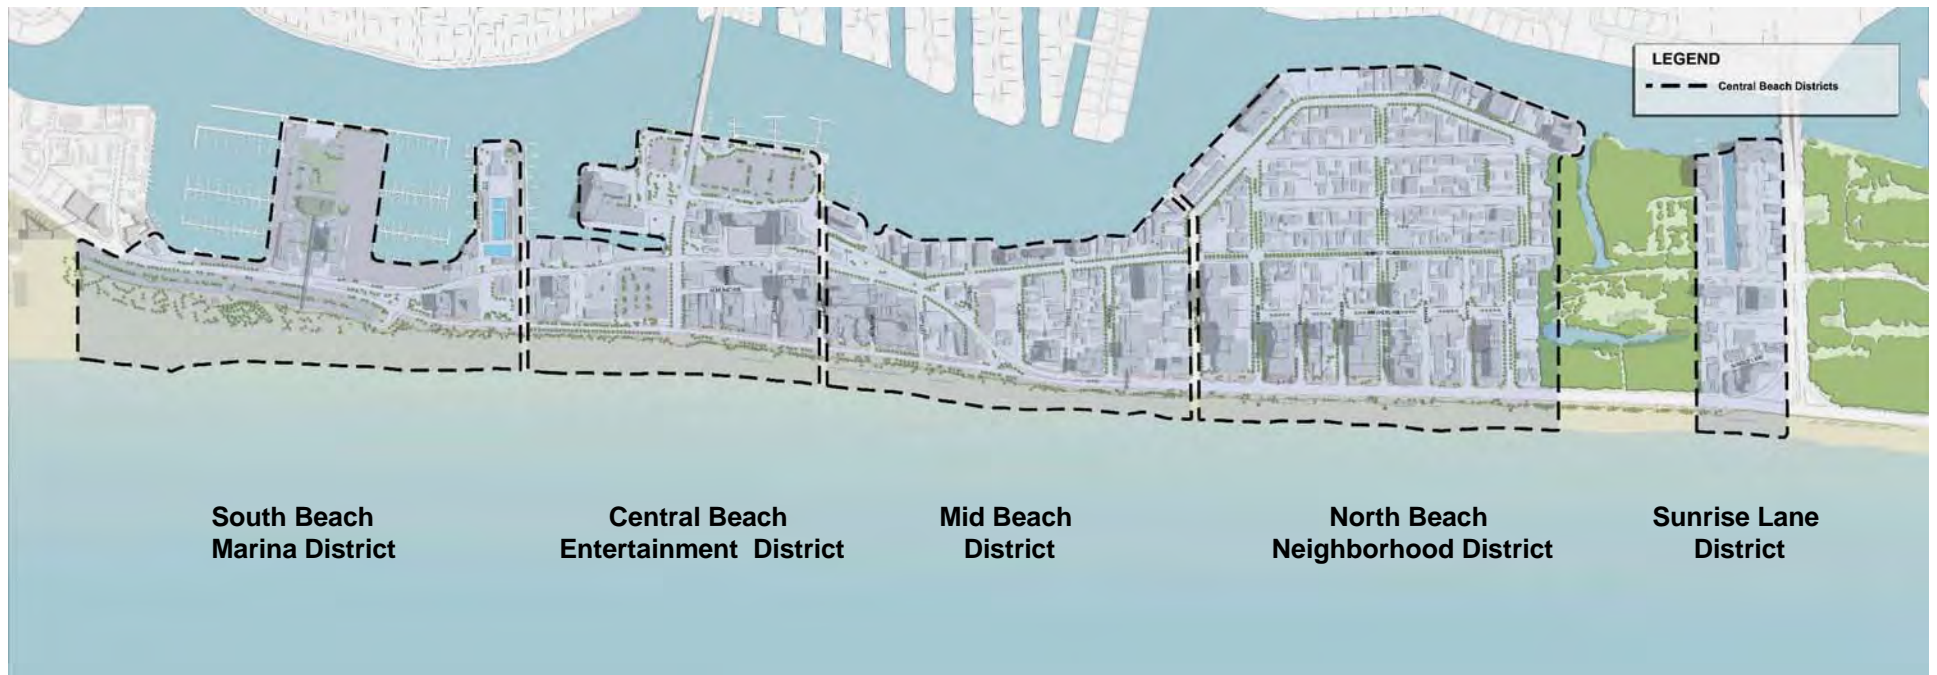 LEGEND
Central Beach Districts
South Beach
Marina District
Central Beach
Entertainment District
Mid Beach
District
North Beach
Neighborhood District
Sunrise Lane
District